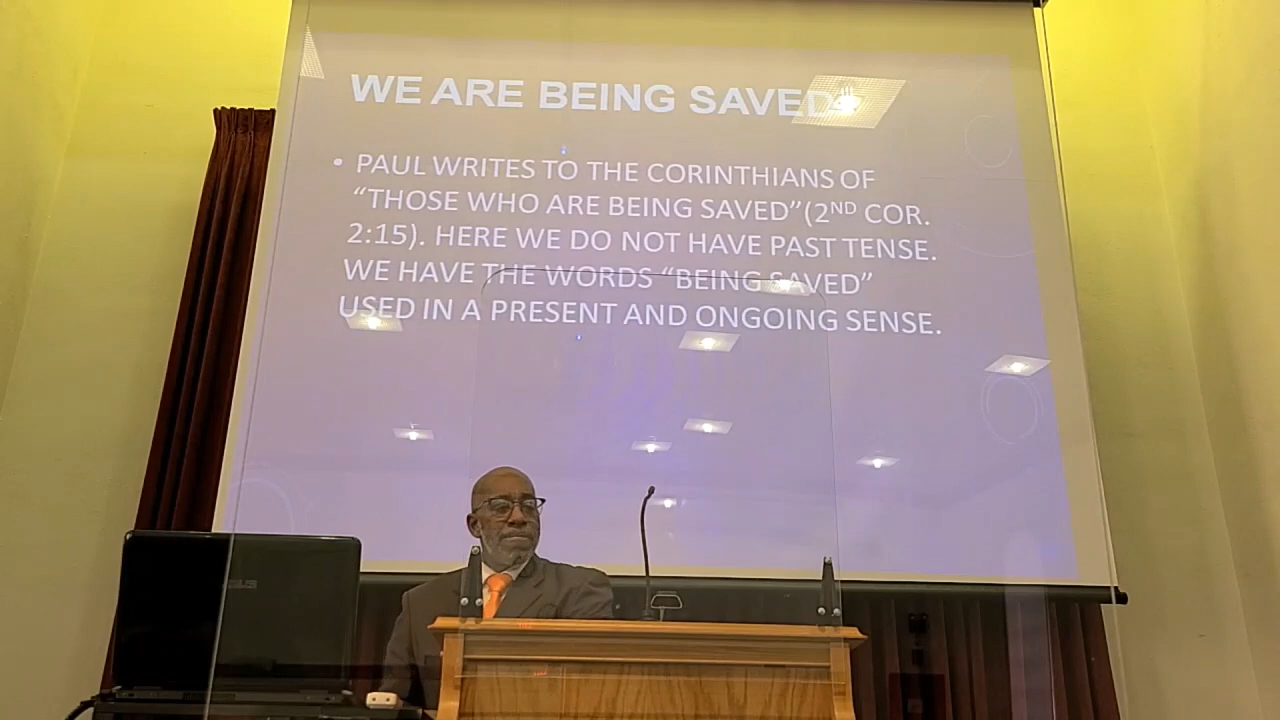 WE ARE BEING SAVED
• PAUL WRITES TO THE CORINTHIANS OF
“THOSE WHO ARE BEING SAVED”(2ND COR.
2:15). HERE WE DO NOT HAVE PAST TENSE.
WE HAVE THE WORDS “BEING SAVED”
USED IN A PRESENT AND ONGOING SENSE.
ASUS